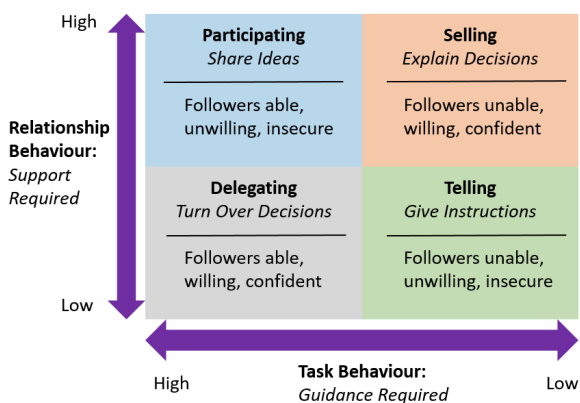 High
Participating
Share Ideas
Followers able,
unwilling, insecure
Selling
Explain Decisions
Followers unable,
willing, confident
Relationship
Behaviour:
Support
Required
Delegating
Turn Over Decisions
Followers able,
willing, confident
Telling
Give Instructions
Followers unable,
unwilling, insecure
Low
High
Task Behaviour:
Guidance Required
Low